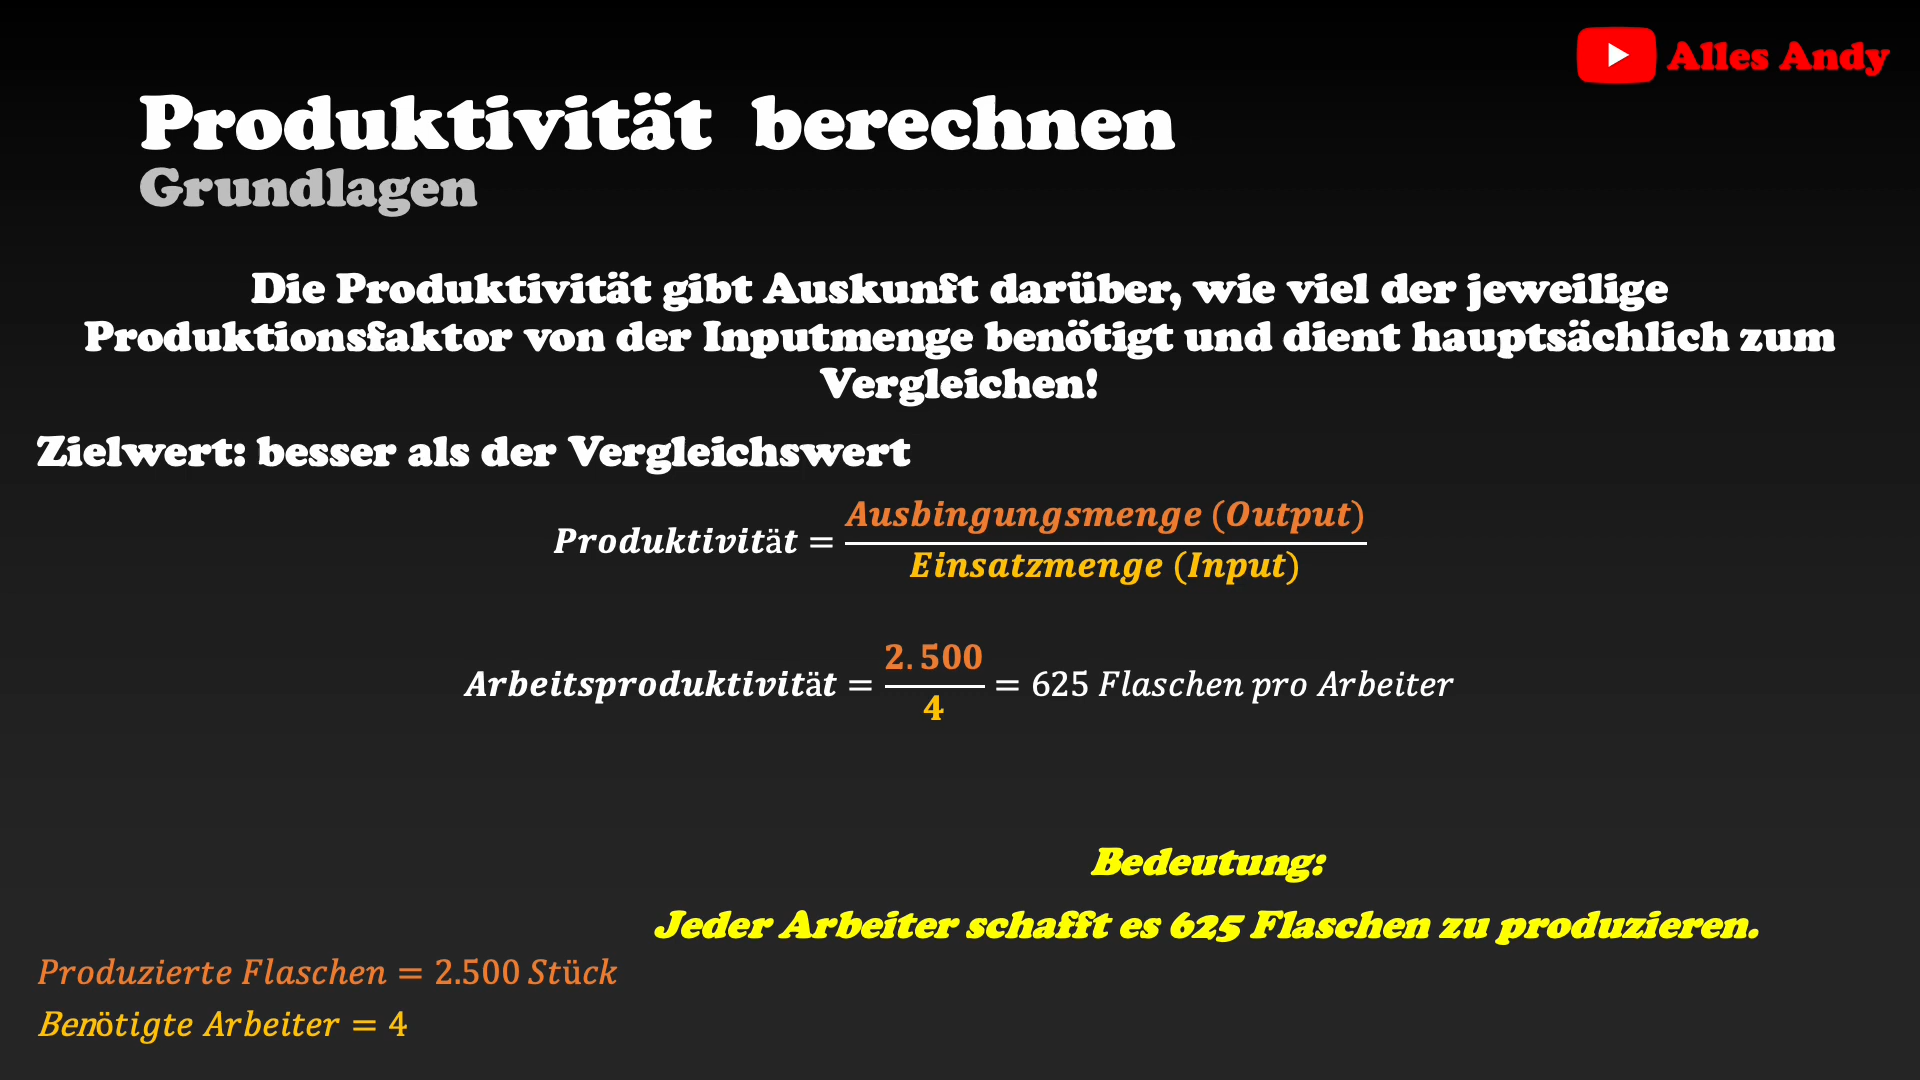 Alles Andy
Produktivität berechnen
Grundlagen
Die Produktivität gibt Auskunft darüber, wie viel der jeweilige
Produktionsfaktor von der Inputmenge benötigt und dient hauptsächlich zum
Vergleichen!
Zielwert: besser als der Vergleichswert
Produktivität = Ausbingungsmenge (Output) / Einsatzmenge (Input)
Arbeitsproduktivität = 2.500 / 4 = 625 Flaschen pro Arbeiter
Bedeutung:
Jeder Arbeiter schafft es 625 Flaschen zu produzieren.
Produzierte Flaschen = 2.500 Stück
Benötigte Arbeiter = 4